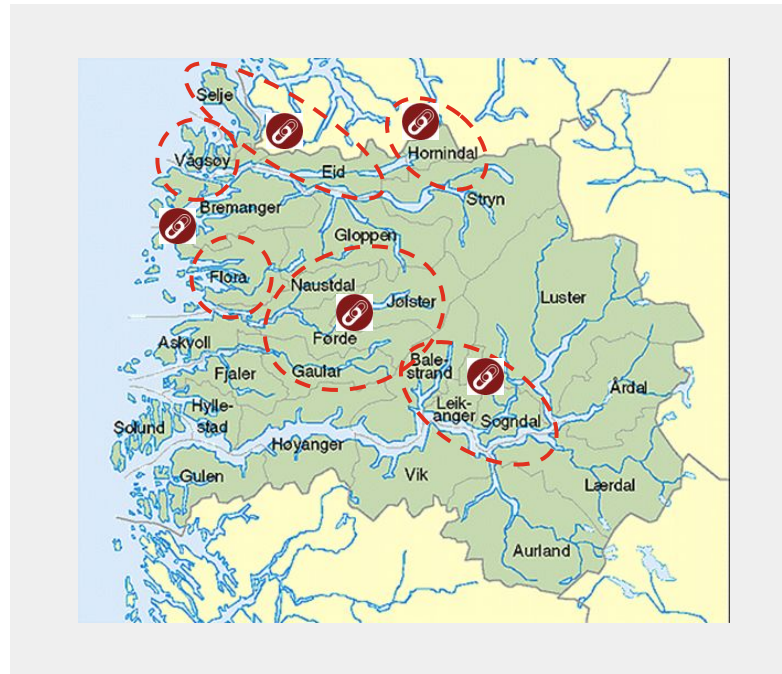 Selje
Vågsøy
Hornindal
Eid
Stryn
Bremanger
Gloppen
Flora
Naustdal
Jølster
Luster
Askvoll
Førde
Gaular
Bale-
strand
Fjaler
Årdal
Hylle-
stad
Leik-
anger
Sogndal
Solund
Høyanger
Gulen
Vik
Lærdal
Aurland